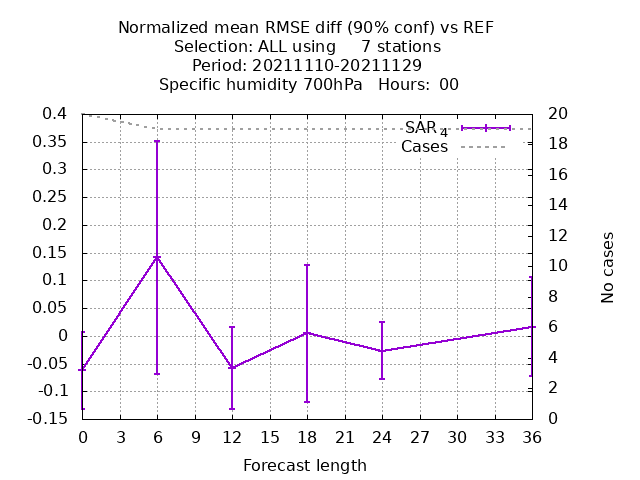 Normalized mean RMSE diff (90% conf) vs REF
Selection: ALL using     7 stations
Period: 20211110-20211129
Specific humidity 700hPa   Hours:  00
0.4
0.35
0.3
0.25
0.2
0.15
0.1
0.05
0
-0.05
-0.1
-0.15
20
18
16
14
12
10
8
6
4
2
0
SAR 4
Cases
No cases
0 3 6 9 12 15 18 21 24 27 30 33 36
Forecast length